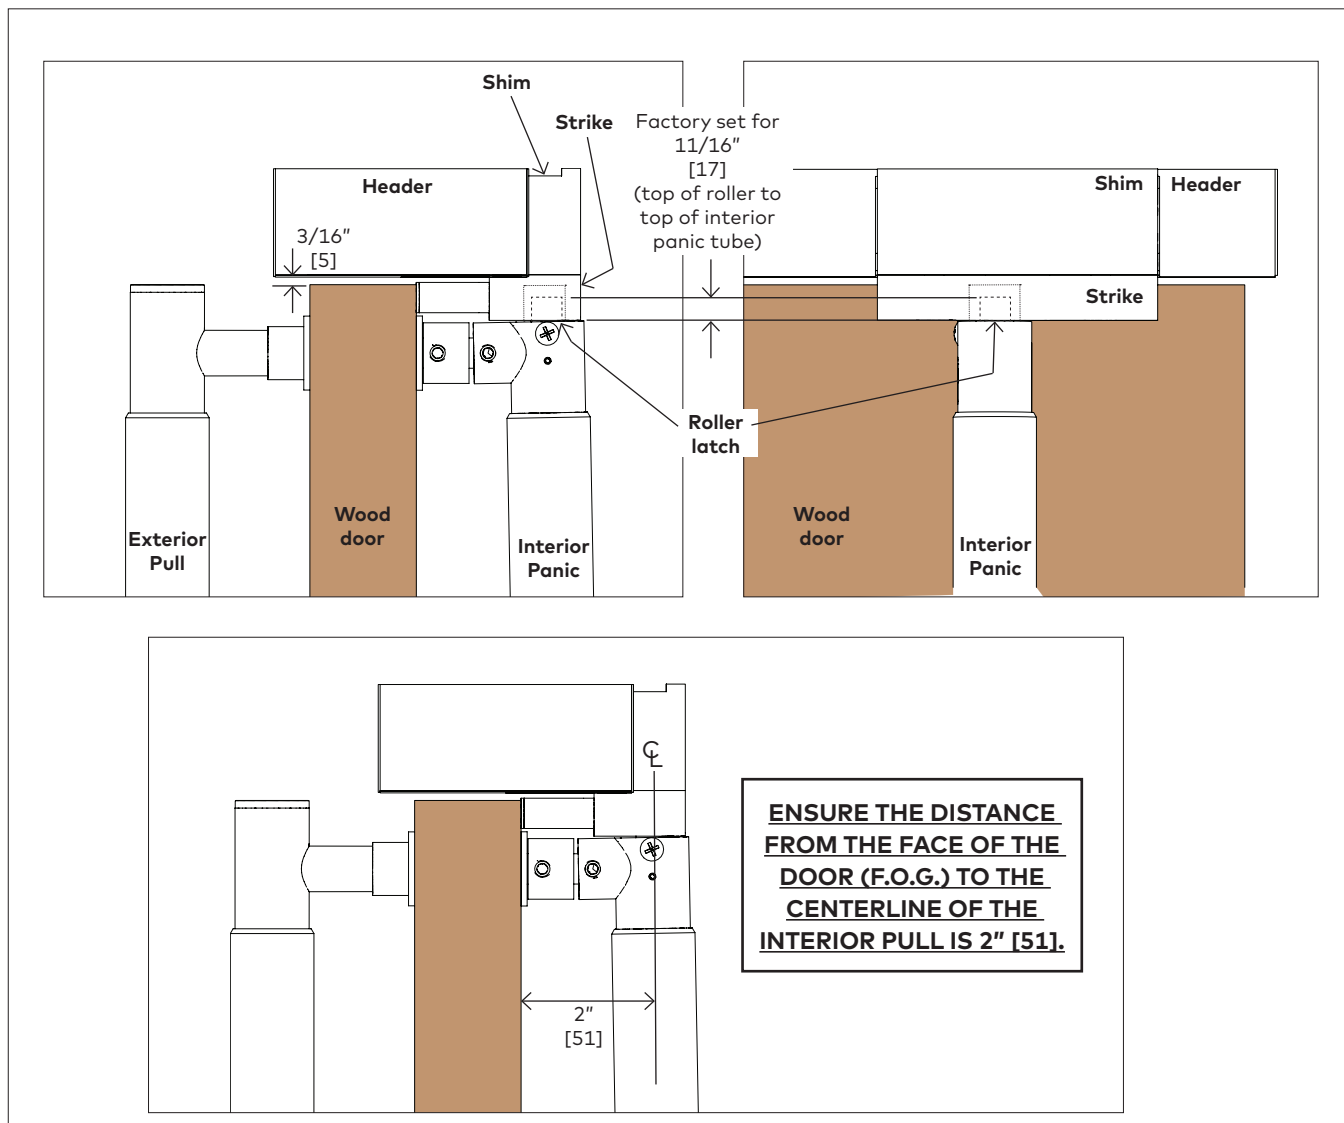 Shim
Strike
Factory set for
11/16"
[17]
(top of roller to
top of interior
panic tube)
Header
3/16"
[5]
Shim
Header
Strike
Roller
latch
Exterior
Pull
Wood
door
Interior
Panic
Wood
door
Interior
Panic
℄
2"
[51]
ENSURE THE DISTANCE
FROM THE FACE OF THE
DOOR (F.O.G.) TO THE
CENTERLINE OF THE
INTERIOR PULL IS 2" [51].